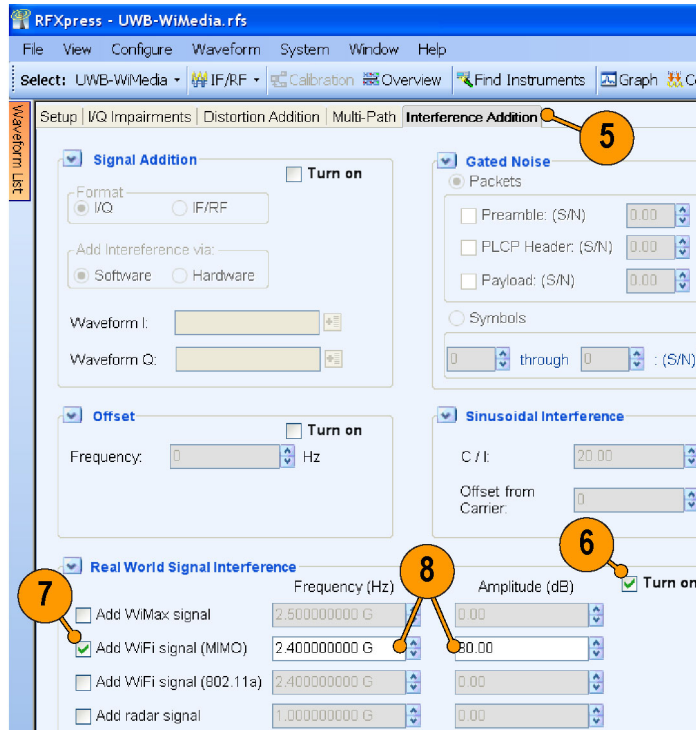 RFXpress - UWB-WiMedia.rfs
File View Configure Waveform System Window Help
Select: UWB-WiMedia IF/RF Calibration Overview Find Instruments Graph
Waveform List
Setup I/Q Impairments Distortion Addition Multi-Path Interference Addition
5
Signal Addition
Turn on
Format
I/Q IF/RF
Add Intereference via:
Software Hardware
Waveform I:
Waveform Q:
Gated Noise
Packets
Preamble: (S/N) 0.00
PLCP Header: (S/N) 0.00
Payload: (S/N) 0.00
Symbols
0 through 0 : (S/N)
Offset
Turn on
Frequency: 0 Hz
Sinusoidal Interference
C / I: 20.00
Offset from
Carrier: 0
6
Real World Signal Interference
Turn on
7
8
Frequency (Hz) Amplitude (dB)
Add WiMax signal 2.500000000 G 0.00
Add WiFi signal (MIMO) 2.400000000 G 30.00
Add WiFi signal (802.11a) 2.400000000 G 0.00
Add radar signal 1.000000000 G 0.00